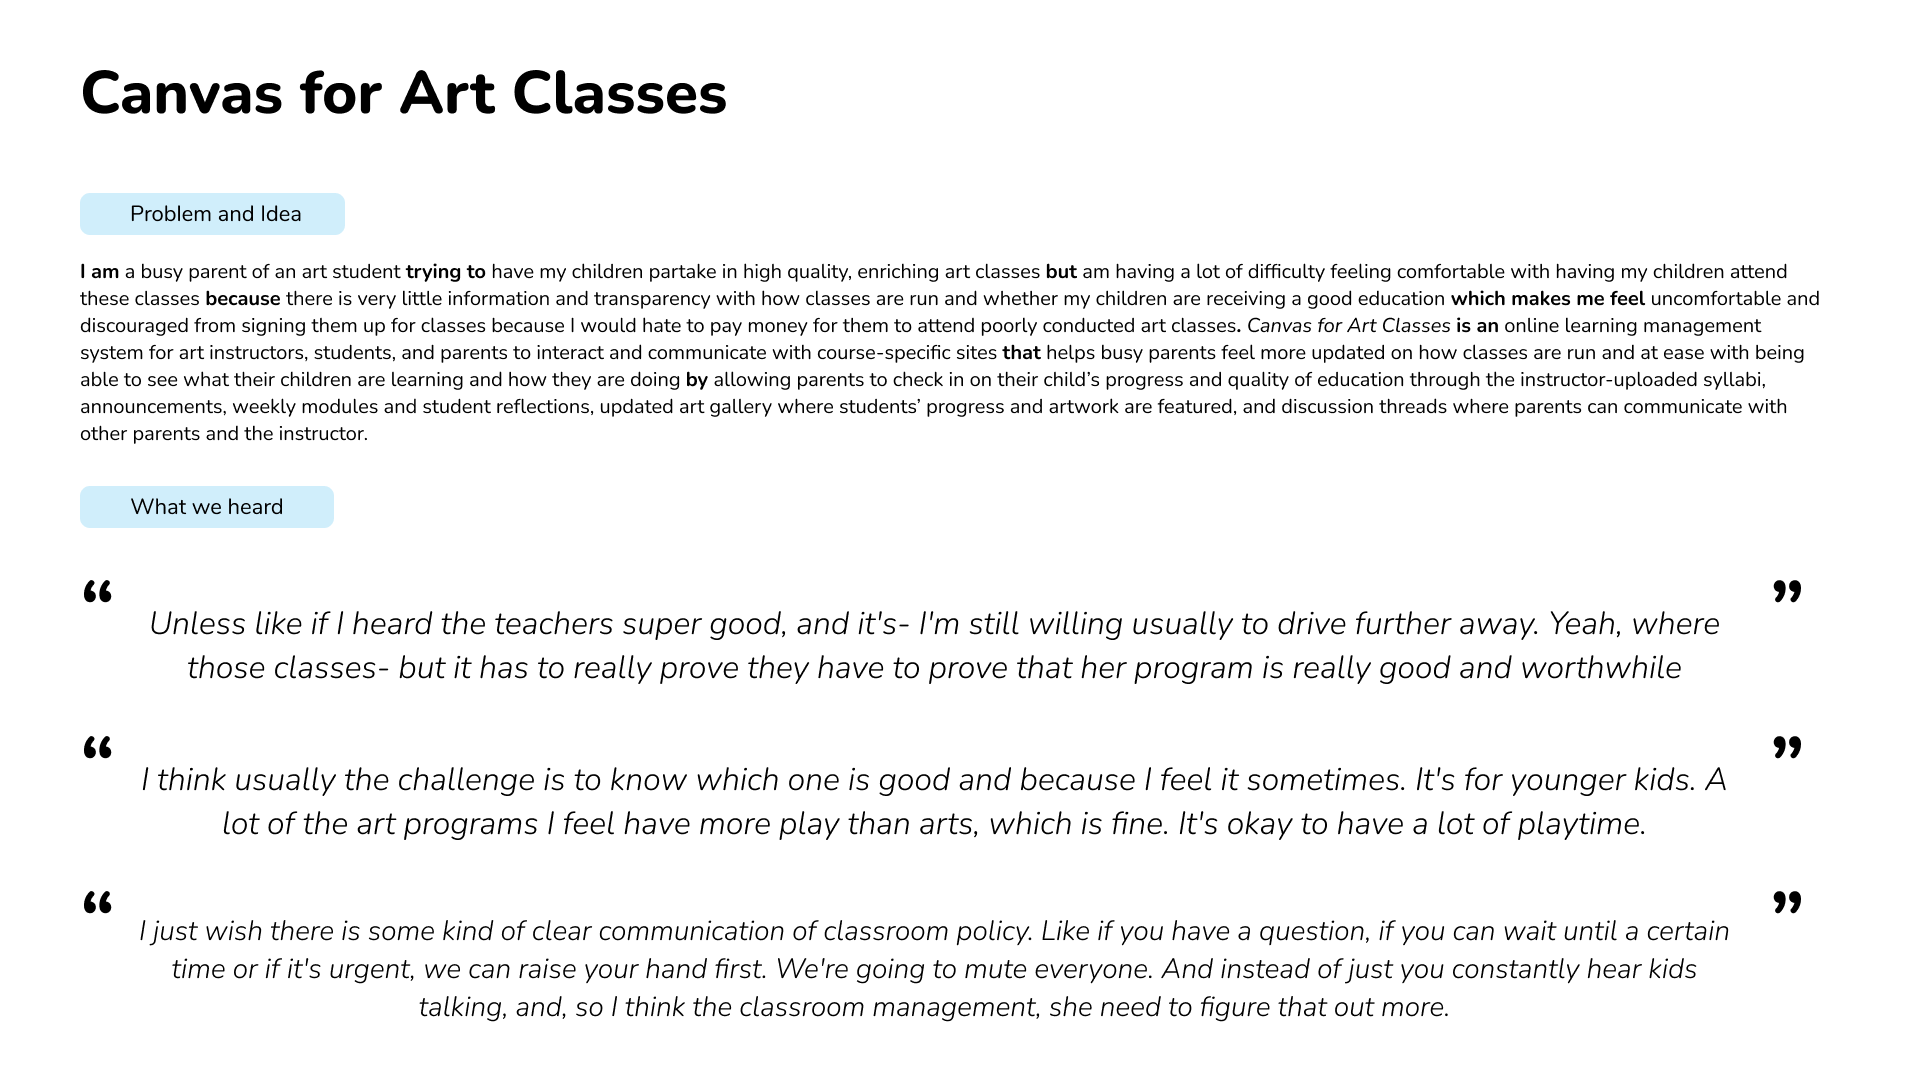 Canvas for Art Classes
Problem and Idea
I am a busy parent of an art student trying to have my children partake in high quality, enriching art classes but am having a lot of difficulty feeling comfortable with having my children attend
these classes because there is very little information and transparency with how classes are run and whether my children are receiving a good education which makes me feel uncomfortable and
discouraged from signing them up for classes because I would hate to pay money for them to attend poorly conducted art classes. Canvas for Art Classes is an online learning management
system for art instructors, students, and parents to interact and communicate with course-specific sites that helps busy parents feel more updated on how classes are run and at ease with being
able to see what their children are learning and how they are doing by allowing parents to check in on their child’s progress and quality of education through the instructor-uploaded syllabi,
announcements, weekly modules and student reflections, updated art gallery where students’ progress and artwork are featured, and discussion threads where parents can communicate with
other parents and the instructor.
What we heard
“ Unless like if I heard the teachers super good, and it's- I'm still willing usually to drive further away. Yeah, where
those classes- but it has to really prove they have to prove that her program is really good and worthwhile ”
“ I think usually the challenge is to know which one is good and because I feel it sometimes. It's for younger kids. A
lot of the art programs I feel have more play than arts, which is fine. It's okay to have a lot of playtime. ”
“ I just wish there is some kind of clear communication of classroom policy. Like if you have a question, if you can wait until a certain
time or if it's urgent, we can raise your hand first. We're going to mute everyone. And instead of just you constantly hear kids
talking, and, so I think the classroom management, she need to figure that out more. ”